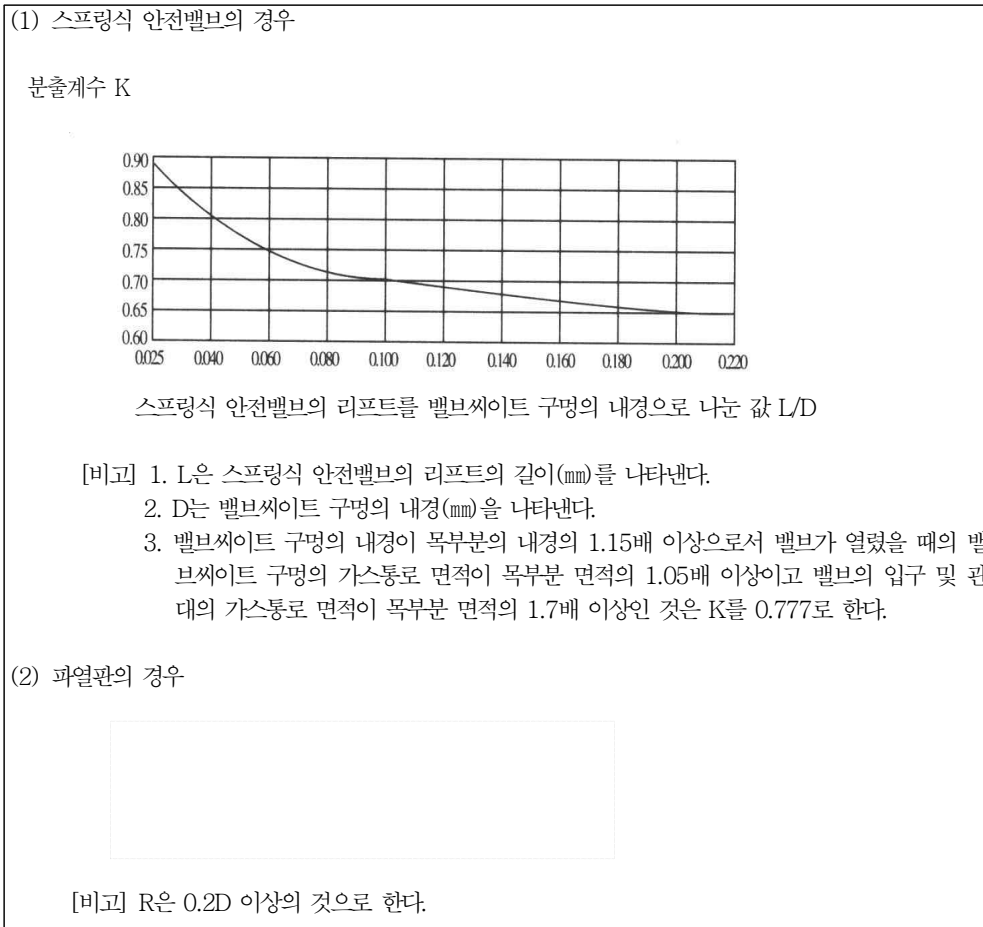 (1) 스프링식 안전밸브의 경우
분출계수 K
0.90
0.85
0.80
0.75
0.70
0.65
0.60
0.025 0.040 0.060 0.080 0.100 0.120 0.140 0.160 0.180 0.200 0.220
스프링식 안전밸브의 리프트를 밸브씨이트 구멍의 내경으로 나눈 값 L/D
[비고] 1. L은 스프링식 안전밸브의 리프트의 길이(㎜)를 나타낸다.
2. D는 밸브씨이트 구멍의 내경(㎜)을 나타낸다.
3. 밸브씨이트 구멍의 내경이 목부분의 내경의 1.15배 이상으로서 밸브가 열렸을 때의 밸
브씨이트 구멍의 가스통로 면적이 목부분 면적의 1.05배 이상이고 밸브의 입구 및 관
대의 가스통로 면적이 목부분 면적의 1.7배 이상인 것은 K를 0.777로 한다.
(2) 파열판의 경우
[비고] R은 0.2D 이상의 것으로 한다.